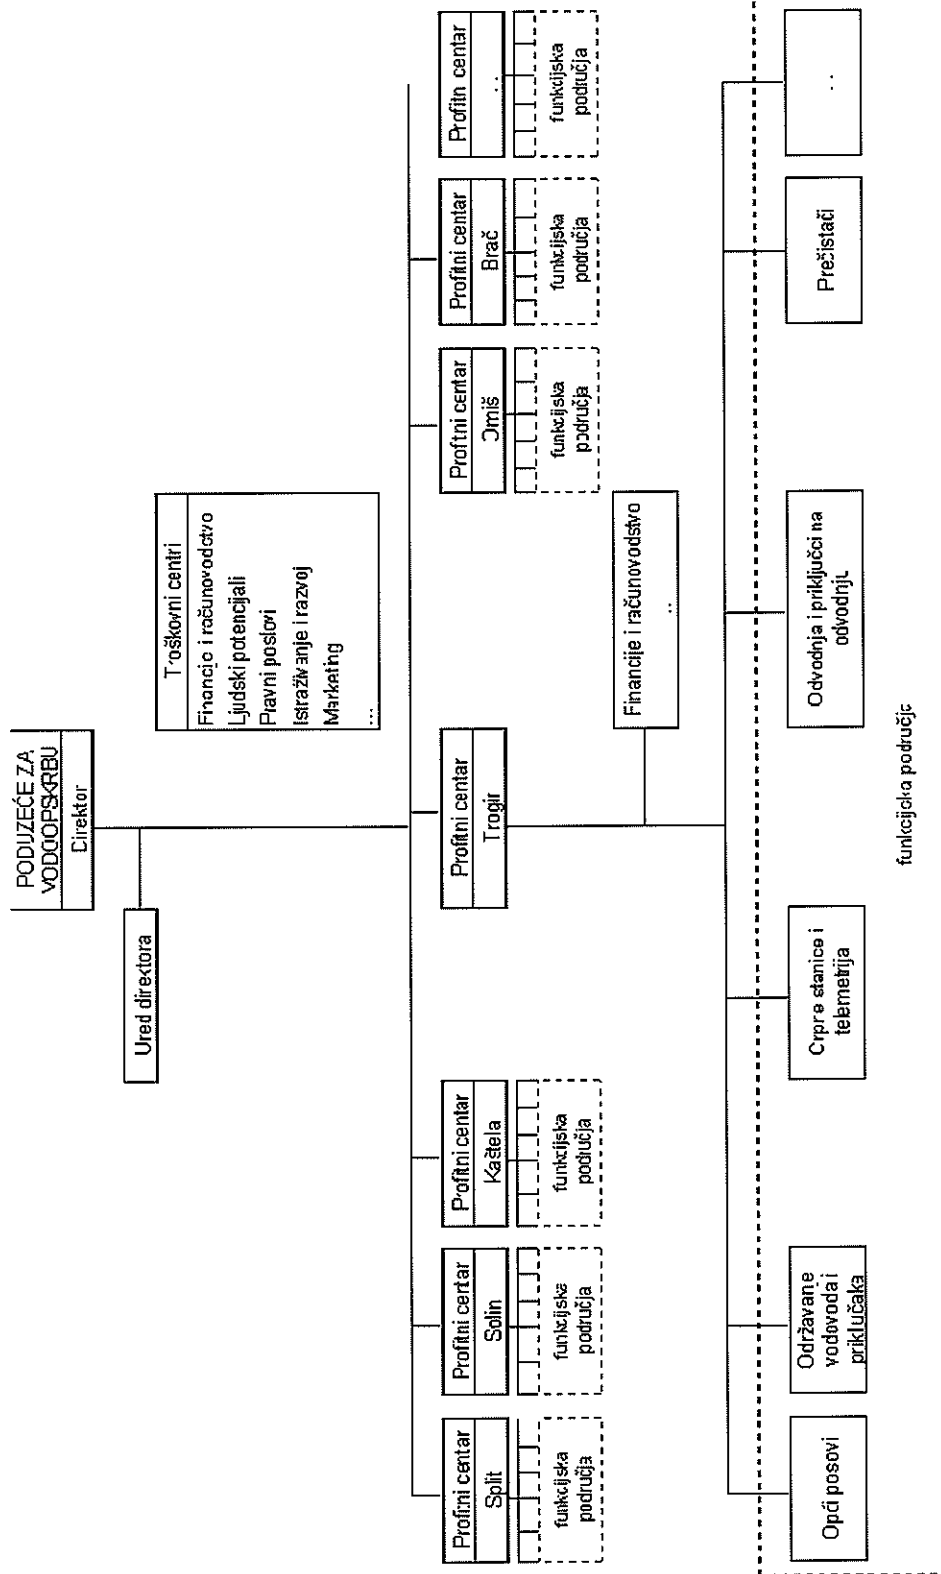 PODUZEĆE ZA
VODOOPSKRBU
Direktor
Ured direktora
Troškovni centri
Financije i računovodstvo
Ljudski potencijali
Pravni poslovi
Istraživanje i razvoj
Marketing
...
Profitni centar
Split
funkcijska
područja
Profitni centar
Solin
funkcijska
područja
Profitni centar
Kaštela
funkcijska
područja
Profitni centar
Trogir
Profitni centar
Omiš
funkcijska
područja
Profitni centar
Brač
funkcijska
područja
Profitn centar
...
funkcijska
područja
Financije i računovodstvo
..
Opći posovi
Održavanje
vodovoda i
priključaka
Crpne stanice i
telemetrija
Odvodnja i priključci na
odvodnju
Prečistači
...
funkcijska područja